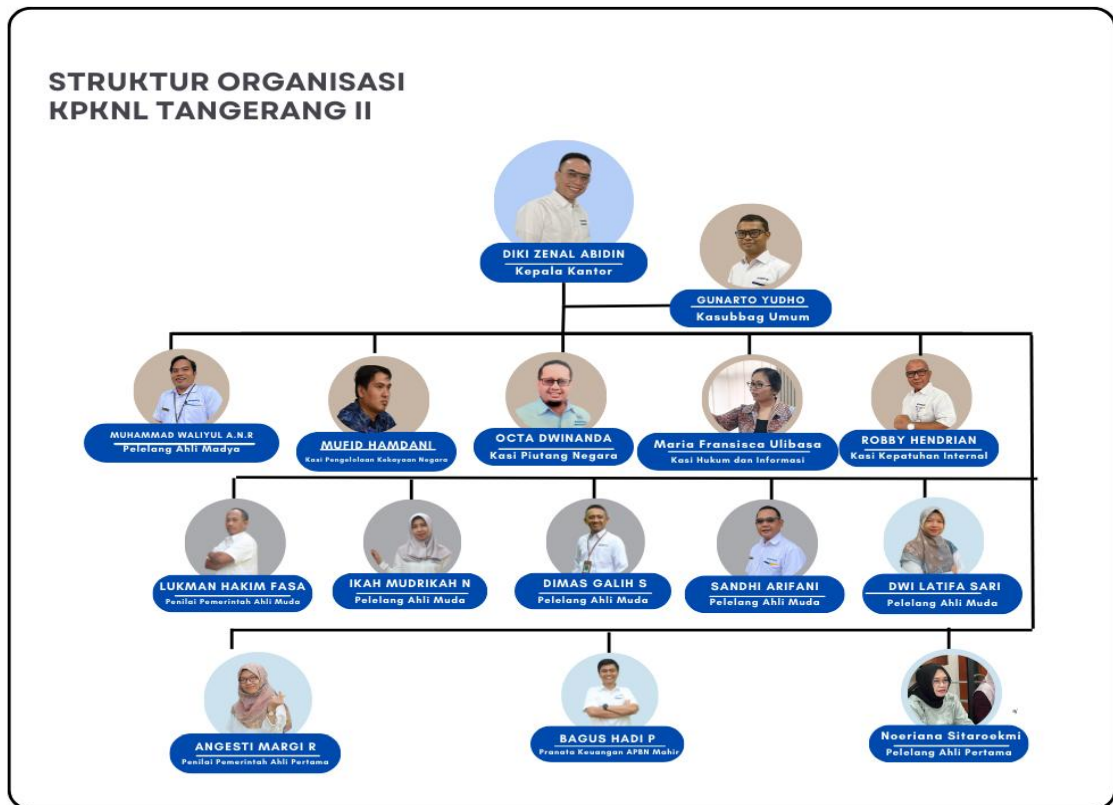 STRUKTUR ORGANISASI
KPKNL TANGERANG II
DIKI ZENAL ABIDIN
Kepala Kantor
GUNARTO YUDHO
Kasubbag Umum
MUHAMMAD WALIYUL A.N.R
Pelelang Ahli Madya
MUFID HAMDANI
Kasi Pengelolaan Kekayaan Negara
OCTA DWINANDA
Kasi Piutang Negara
Maria Fransisca Ulibasa
Kasi Hukum dan Informasi
ROBBY HENDRIAN
Kasi Kepatuhan Internal
LUKMAN HAKIM FASA
Penilai Pemerintah Ahli Muda
IKAH MUDRIKAH N
Pelelang Ahli Muda
DIMAS GALIH S
Pelelang Ahli Muda
SANDHI ARIFANI
Pelelang Ahli Muda
DWI LATIFA SARI
Pelelang Ahli Muda
ANGESTI MARGI R
Penilai Pemerintah Ahli Pertama
BAGUS HADI P
Pranata Keuangan APBN Mahir
Noeriana Sitaroekmi
Pelelang Ahli Pertama